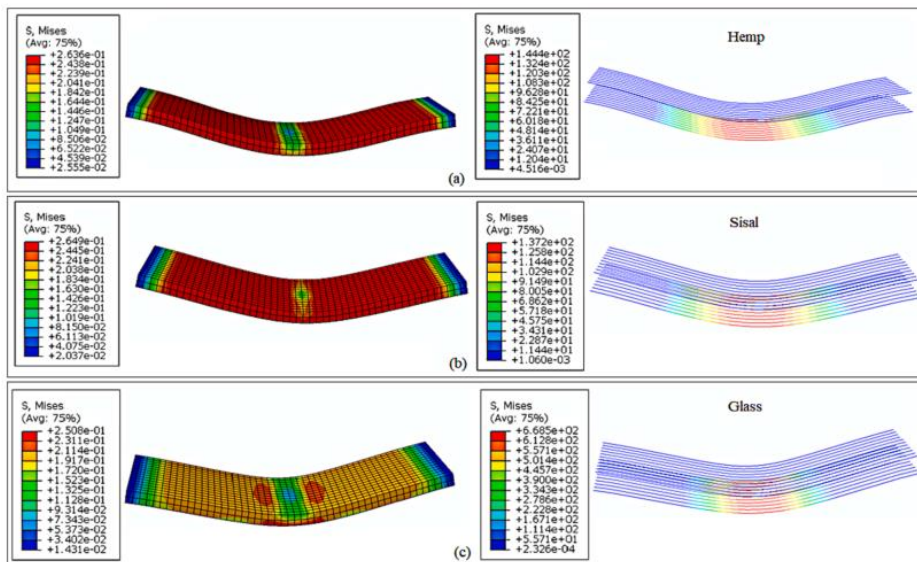 S, Mises
(Avg: 75%)
+2.636e-01
+2.438e-01
+2.239e-01
+2.041e-01
+1.842e-01
+1.644e-01
+1.446e-01
+1.247e-01
+1.049e-01
+8.506e-02
+6.522e-02
+4.539e-02
+2.555e-02
S, Mises
(Avg: 75%)
+1.444e+02
+1.324e+02
+1.203e+02
+1.083e+02
+9.628e+01
+8.425e+01
+7.221e+01
+6.018e+01
+4.814e+01
+3.611e+01
+2.407e+01
+1.204e+01
+4.516e-03
Hemp
(a)
S, Mises
(Avg: 75%)
+2.649e-01
+2.445e-01
+2.241e-01
+2.038e-01
+1.834e-01
+1.630e-01
+1.426e-01
+1.223e-01
+1.019e-01
+8.150e-02
+6.113e-02
+4.075e-02
+2.037e-02
S, Mises
(Avg: 75%)
+1.372e+02
+1.258e+02
+1.144e+02
+1.029e+02
+9.149e+01
+8.005e+01
+6.862e+01
+5.718e+01
+4.575e+01
+3.431e+01
+2.287e+01
+1.144e+01
+1.060e-03
Sisal
(b)
S, Mises
(Avg: 75%)
+2.508e-01
+2.311e-01
+2.114e-01
+1.917e-01
+1.720e-01
+1.523e-01
+1.325e-01
+1.128e-01
+9.314e-02
+7.343e-02
+5.373e-02
+3.402e-02
+1.431e-02
S, Mises
(Avg: 75%)
+6.685e+02
+6.128e+02
+5.571e+02
+5.014e+02
+4.457e+02
+3.900e+02
+3.343e+02
+2.786e+02
+2.228e+02
+1.671e+02
+1.114e+02
+5.571e+01
+2.326e-04
Glass
(c)